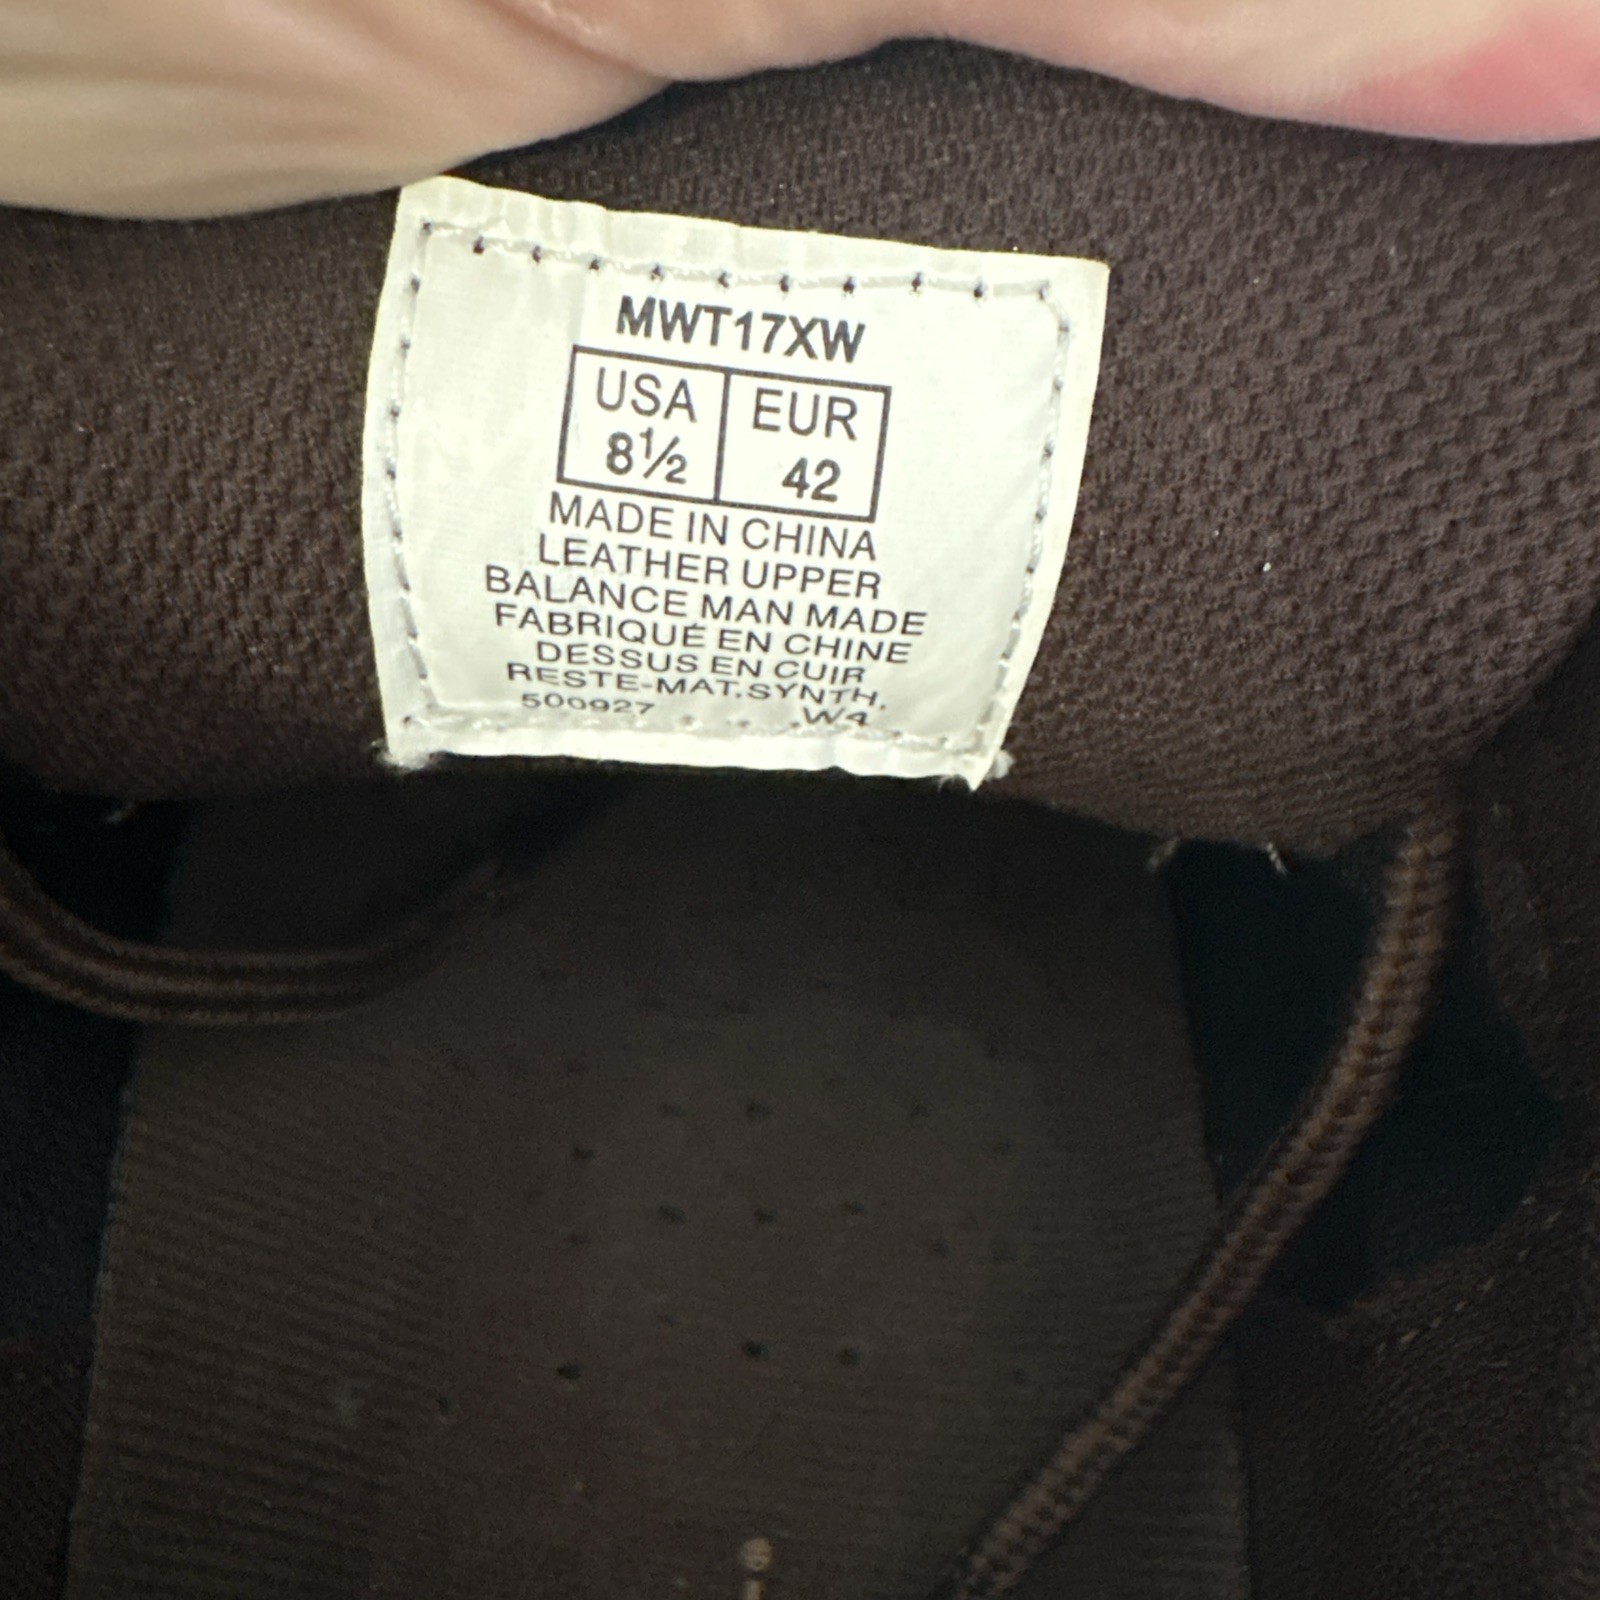 MWT17XW
USA EUR
8½ 42
MADE IN CHINA
LEATHER UPPER
BALANCE MAN MADE
FABRIQUÉ EN CHINE
DESSUS EN CUIR
RESTE-MAT.SYNTH.
500927 W4